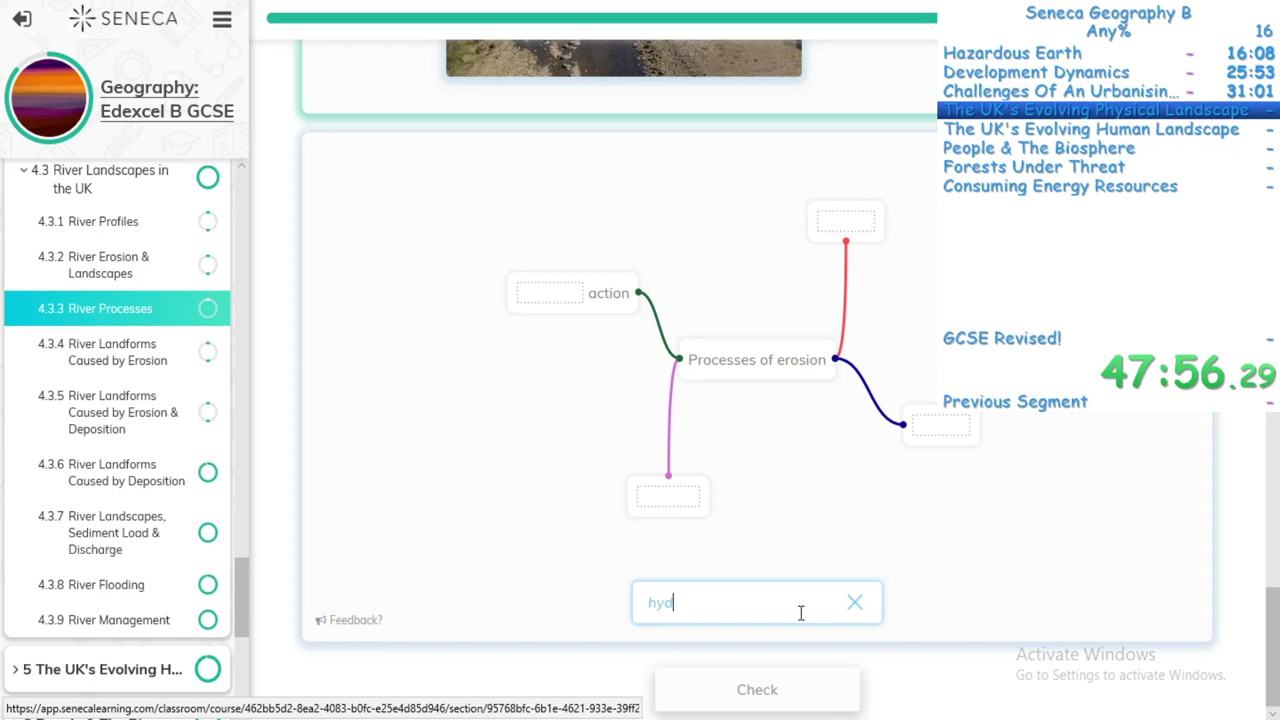 SENECA
Geography:
Edexcel B GCSE
4.3 River Landscapes in
the UK
4.3.1 River Profiles
4.3.2 River Erosion &
Landscapes
4.3.3 River Processes
4.3.4 River Landforms
Caused by Erosion
4.3.5 River Landforms
Caused by Erosion &
Deposition
4.3.6 River Landforms
Caused by Deposition
4.3.7 River Landscapes,
Sediment Load &
Discharge
4.3.8 River Flooding
4.3.9 River Management
5 The UK's Evolving H...
https://app.senecalearning.com/classroom/course/462bb5d2-8ea2-4083-b0fc-e25e4d85d946/section/95768bfc-6b1e-4621-933e-39ff2
action
Processes of erosion
hyd
Feedback?
Check
Seneca Geography B
Any% 16
Hazardous Earth - 16:08
Development Dynamics - 25:53
Challenges Of An Urbanisin... - 31:01
The UK's Evolving Physical Landscape -
The UK's Evolving Human Landscape -
People & The Biosphere -
Forests Under Threat -
Consuming Energy Resources -
GCSE Revised! -
47:56.29
Previous Segment -
Activate Windows
Go to Settings to activate Windows.